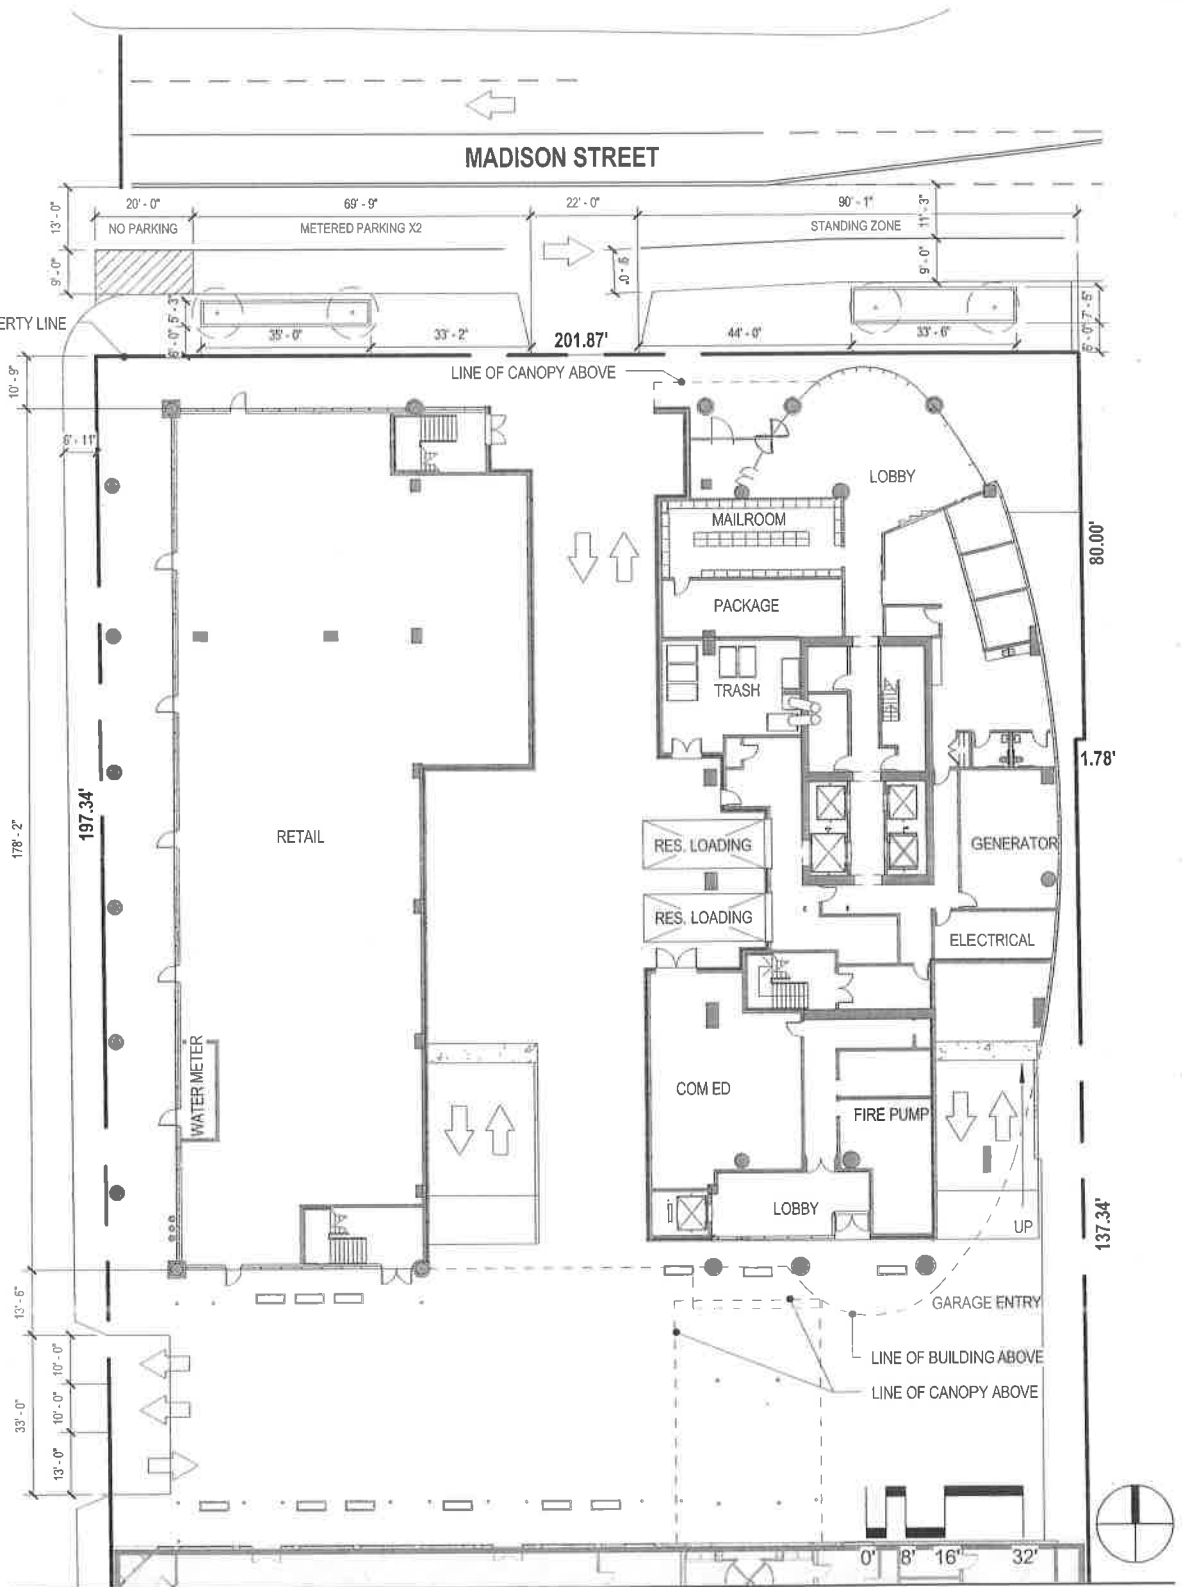 MADISON STREET
20' - 0"
69' - 9"
22' - 0"
90' - 1"
13' - 0"
11' - 3"
NO PARKING
METERED PARKING X2
STANDING ZONE
9' - 0"
9' - 0"
5' - 3"
7' - 5"
ERTY LINE
6' - 0"
35' - 0"
33' - 2"
201.87'
44' - 0"
33' - 6"
6' - 0"
10' - 9"
LINE OF CANOPY ABOVE
6' - 11"
LOBBY
MAILROOM
80.00'
PACKAGE
TRASH
1.78'
197.34'
178' - 2"
RETAIL
RES. LOADING
GENERATOR
RES. LOADING
ELECTRICAL
WATER METER
COM ED
FIRE PUMP
LOBBY
UP
137.34'
13' - 6"
GARAGE ENTRY
LINE OF BUILDING ABOVE
LINE OF CANOPY ABOVE
33' - 0"
10' - 0"
10' - 0"
13' - 0"
0' 8' 16' 32'